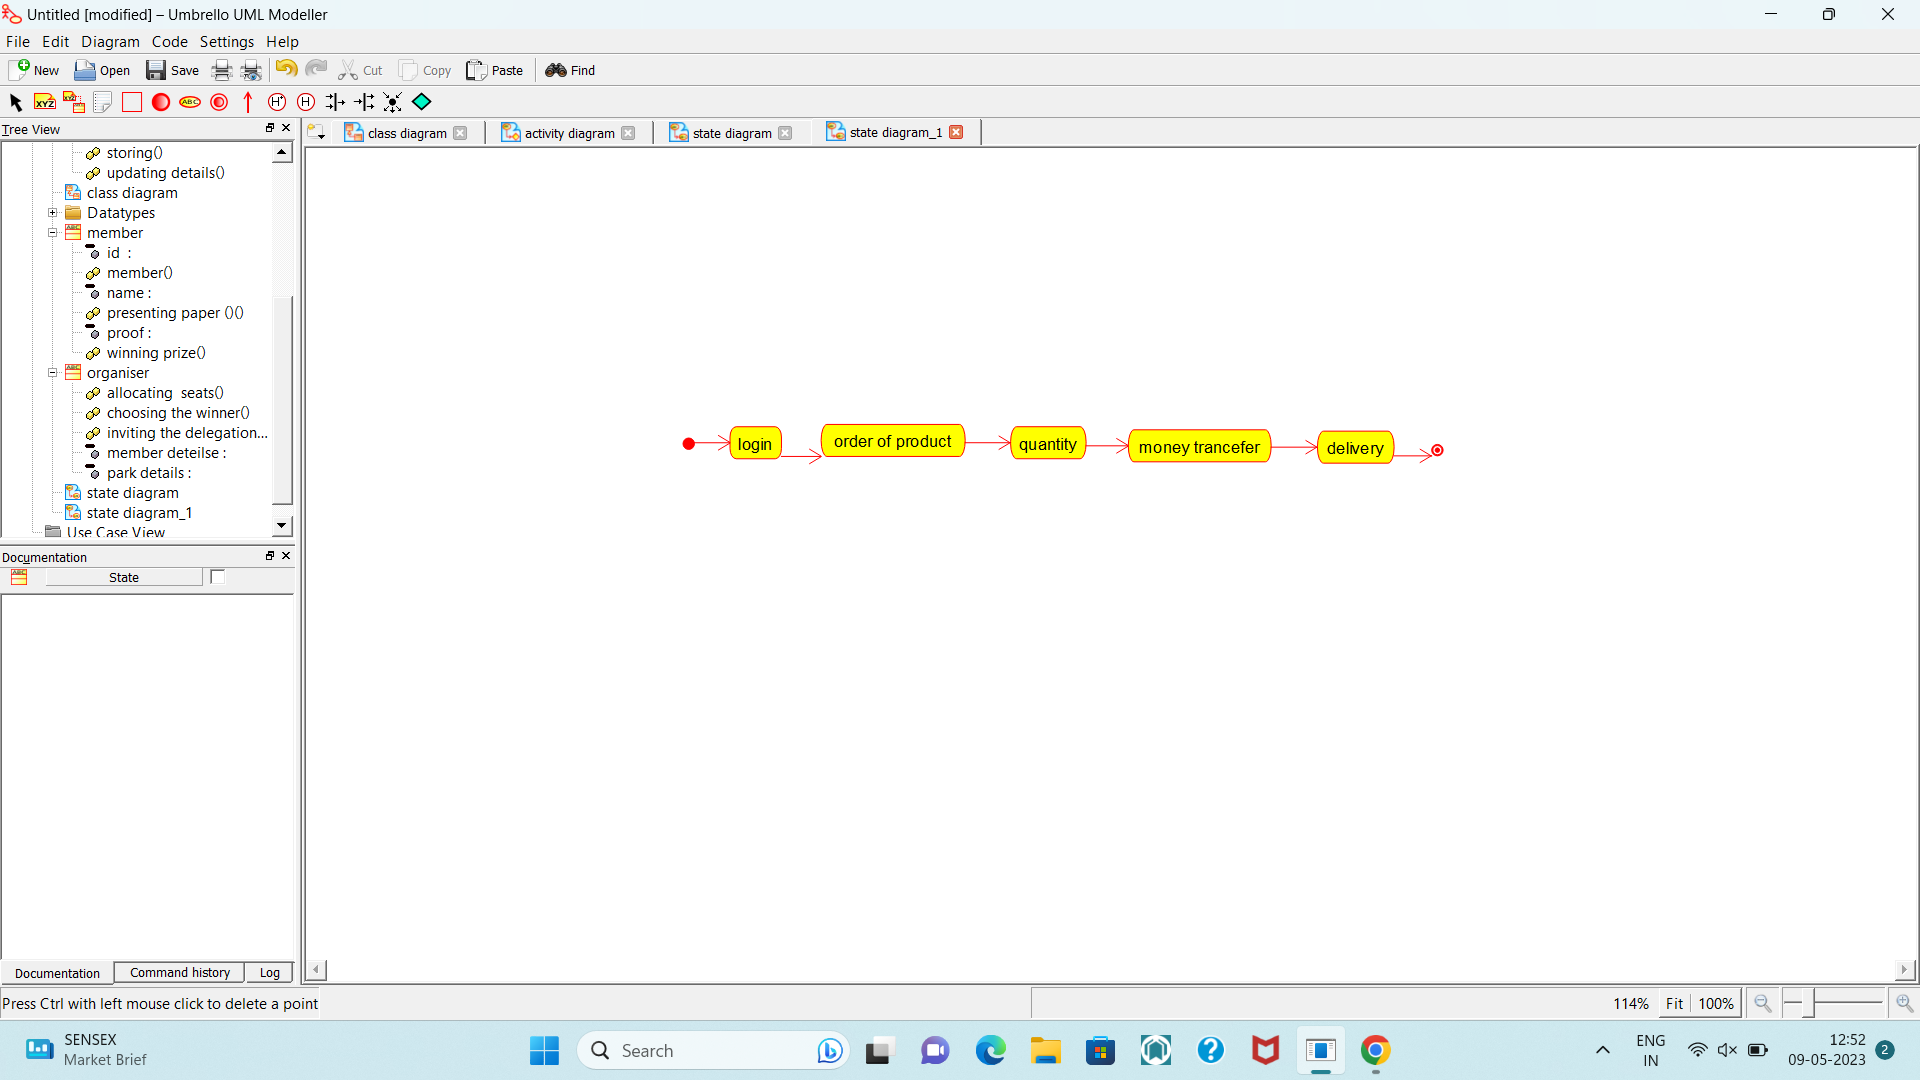 Untitled [modified] – Umbrello UML Modeller
File Edit Diagram Code Settings Help
New Open Save Cut Copy Paste Find
XYZ XYZ ABC H* H
Tree View
class diagram activity diagram state diagram state diagram_1
storing()
updating details()
class diagram
Datatypes
member
id :
member()
name :
presenting paper ()()
proof :
winning prize()
organiser
allocating seats()
choosing the winner()
inviting the delegation...
member deteilse :
park details :
state diagram
state diagram_1
Use Case View
login order of product quantity money trancefer delivery
Documentation
State
Documentation Command history Log
Press Ctrl with left mouse click to delete a point
114% Fit 100%
SENSEX
Market Brief
Search
ENG
IN
12:52
09-05-2023
2